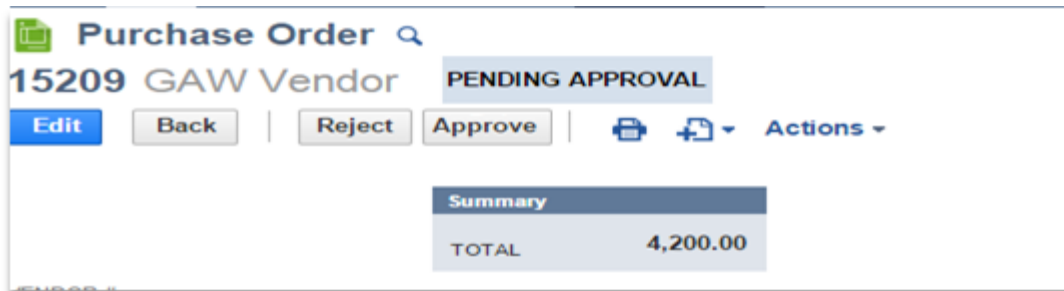 Purchase Order
15209 GAW Vendor PENDING APPROVAL
Edit Back Reject Approve Actions
Summary
TOTAL 4,200.00